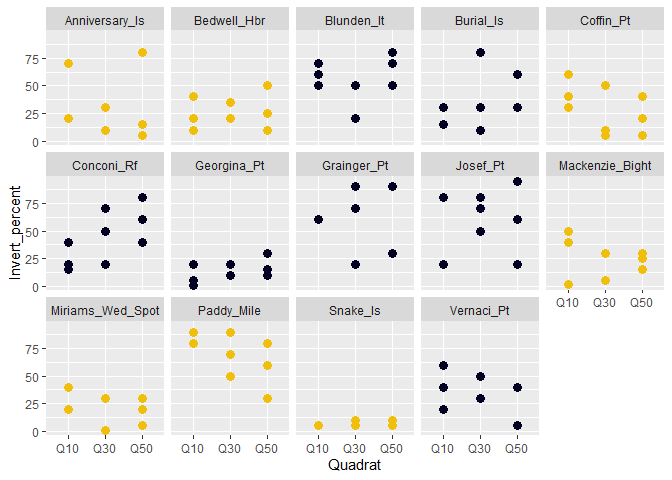 Anniversary_Is Bedwell_Hbr Blunden_It Burial_Is Coffin_Pt
75
50
25
0
Conconi_Rf Georgina_Pt Grainger_Pt Josef_Pt Mackenzie_Bight
75
50
25
0
Invert_percent
Q10 Q30 Q50
Miriams_Wed_Spot Paddy_Mile Snake_Is Vernaci_Pt
75
50
25
0
Q10 Q30 Q50 Q10 Q30 Q50 Q10 Q30 Q50 Q10 Q30 Q50
Quadrat